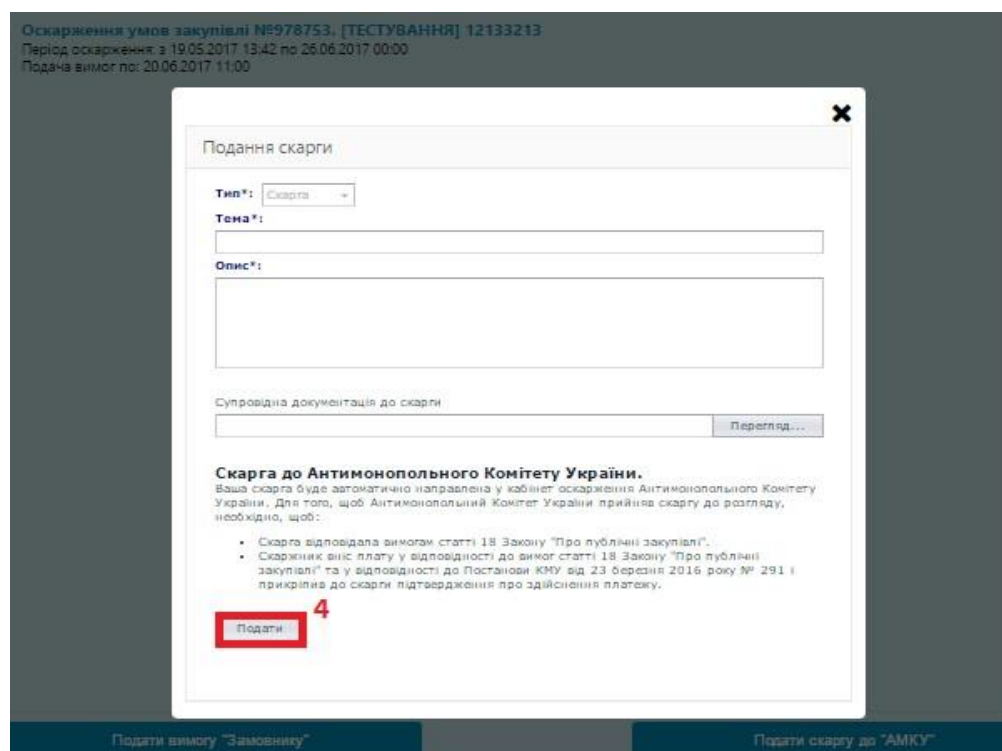 Оскарження умов закупівлі №978753. [ТЕСТУВАННЯ] 12133213
Період оскарження: з 19.05.2017 13:42 по 26.06.2017 00:00
Подача вимог по: 20.06.2017 11:00
Подання скарги
Тип*: Скарга
Тема*:
Опис*:
Супровідна документація до скарги
Перегляд...
Скарга до Антимонопольного Комітету України.
Ваша скарга буде автоматично направлена у кабінет оскарження Антимонопольного Комітету
України. Для того, щоб Антимонопольний Комітет України прийняв скаргу до розгляду,
необхідно, щоб:
• Скарга відповідала вимогам статті 18 Закону "Про публічні закупівлі".
• Скаржник вніс плату у відповідності до вимог статті 18 Закону "Про публічні
закупівлі" та у відповідності до Постанови КМУ від 23 березня 2016 року № 291 і
прикріпив до скарги підтвердження про здійснення платежу.
4
Подати
Подати вимогу "Замовнику"
Подати скаргу до "АМКУ"